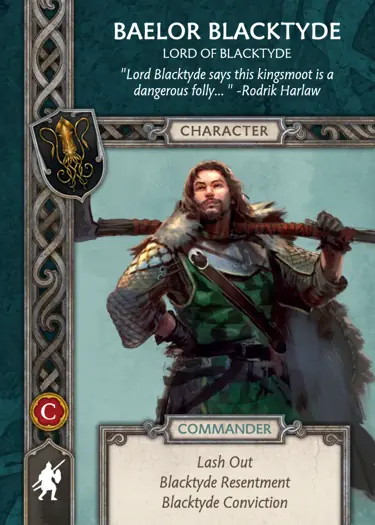 BAELOR BLACKTYDE
LORD OF BLACKTYDE
"Lord Blacktyde says this kingsmoot is a
dangerous folly... " -Rodrik Harlaw
CHARACTER
C
COMMANDER
Lash Out
Blacktyde Resentment
Blacktyde Conviction